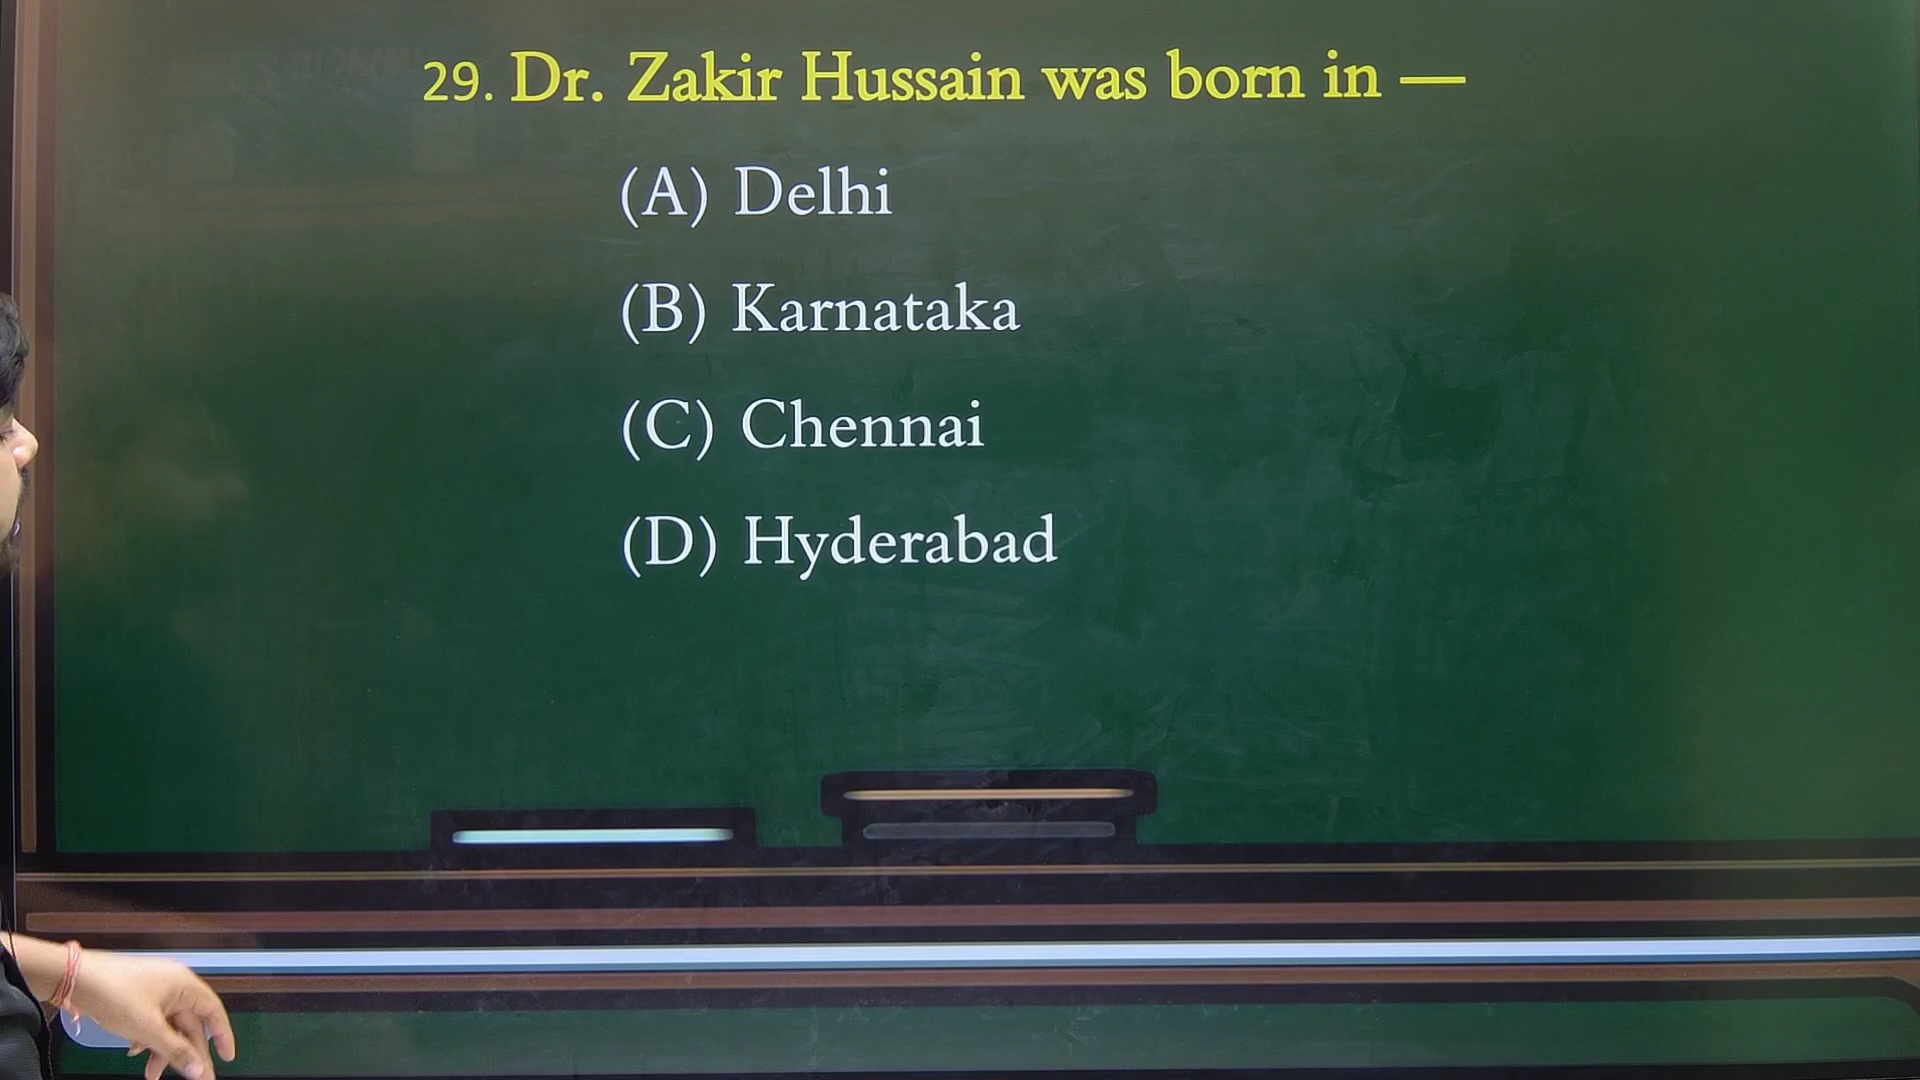 29. Dr. Zakir Hussain was born in —
(A) Delhi
(B) Karnataka
(C) Chennai
(D) Hyderabad